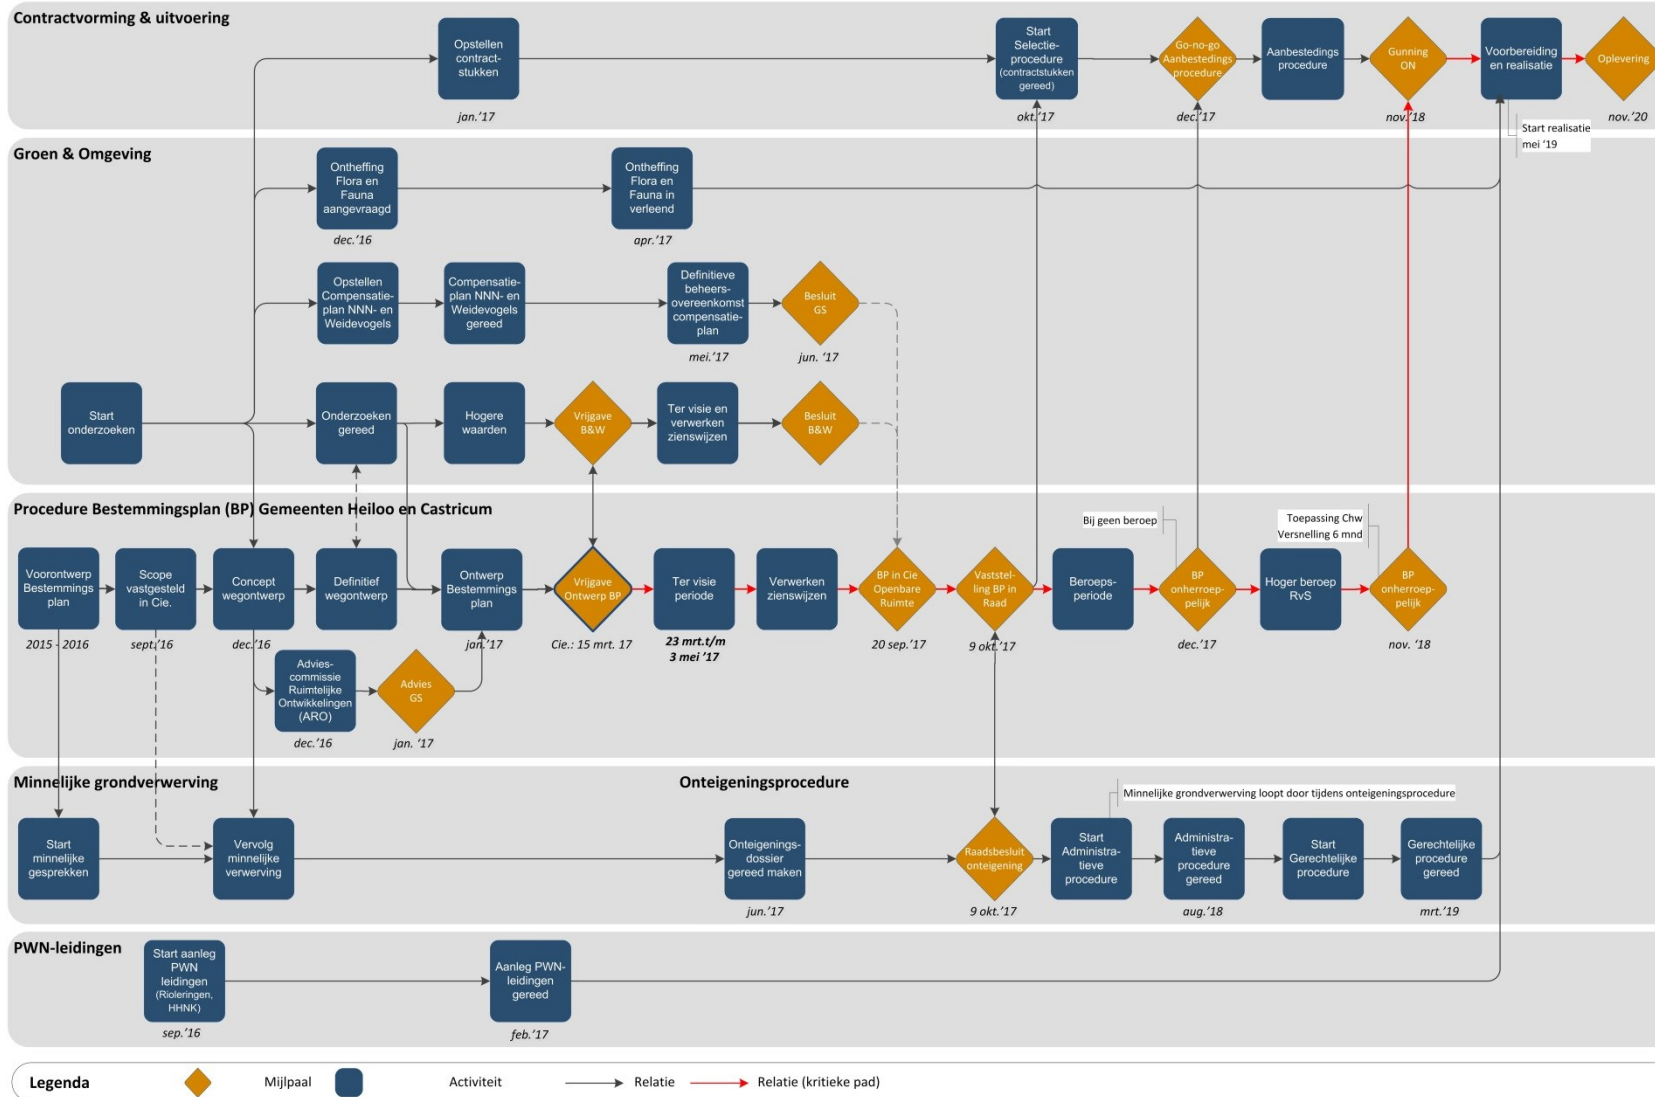 Contractvorming & uitvoering
Opstellen
contract-
stukken
jan.'17
Start
Selectie-
procedure
(contractstukken
gereed)
okt.'17
Go-no-go
Aanbestedings
procedure
dec.'17
Aanbestedings
procedure
Gunning
ON
nov.'18
Voorbereiding
en realisatie
Start realisatie
mei '19
Oplevering
nov.'20
Groen & Omgeving
Ontheffing
Flora en
Fauna
aangevraagd
dec.'16
Ontheffing
Flora en
Fauna in
verleend
apr.'17
Opstellen
Compensatie-
plan NNN- en
Weidevogels
Compensatie-
plan NNN- en
Weidevogels
gereed
Definitieve
beheers-
overeenkomst
compensatie-
plan
mei.'17
Besluit
GS
jun. '17
Start
onderzoeken
Onderzoeken
gereed
Hogere
waarden
Vrijgave
B&W
Ter visie en
verwerken
zienswijzen
Besluit
B&W
Procedure Bestemmingsplan (BP) Gemeenten Heiloo en Castricum
Bij geen beroep
Toepassing Chw
Versnelling 6 mnd
Voorontwerp
Bestemmings
plan
2015 - 2016
Scope
vastgesteld
in Cie.
sept.'16
Concept
wegontwerp
dec.'16
Definitief
wegontwerp
Ontwerp
Bestemmings
plan
jan.'17
Vrijgave
Ontwerp BP
Cie.: 15 mrt. 17
Ter visie
periode
23 mrt.t/m
3 mei '17
Verwerken
zienswijzen
BP in Cie
Openbare
Ruimte
20 sep.'17
Vaststel-
ling BP in
Raad
9 okt.'17
Beroeps-
periode
BP
onherroep-
pelijk
dec.'17
Hoger beroep
RvS
BP
onherroep-
pelijk
nov. '18
Advies-
commissie
Ruimtelijke
Ontwikkelingen
(ARO)
dec.'16
Advies
GS
jan. '17
Minnelijke grondverwerving
Onteigeningsprocedure
Minnelijke grondverwerving loopt door tijdens onteigeningsprocedure
Start
minnelijke
gesprekken
Vervolg
minnelijke
verwerving
Onteigenings-
dossier
gereed maken
jun.'17
Raadsbesluit
onteigening
9 okt.'17
Start
Administra-
tieve
procedure
Administra-
tieve
procedure
gereed
aug.'18
Start
Gerechtelijke
procedure
Gerechtelijke
procedure
gereed
mrt.'19
PWN-leidingen
Start aanleg
PWN
leidingen
(Rioleringen,
HHNK)
sep.'16
Aanleg PWN-
leidingen
gereed
feb.'17
Legenda
Mijlpaal
Activiteit
Relatie
Relatie (kritieke pad)